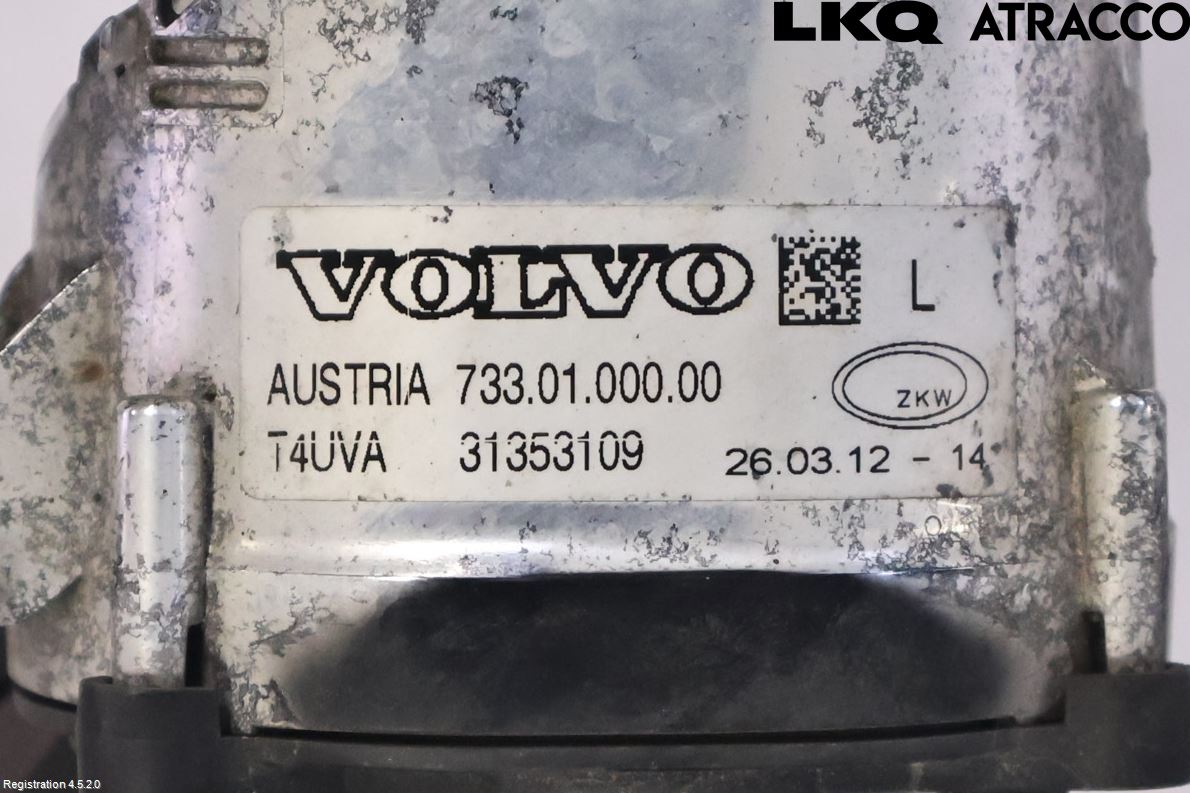 LKQ ATRACCO
VOLVO L
AUSTRIA 733.01.000.00
ZKW
T4UVA 31353109
26.03.12 - 14
Registration 4.5.2.0